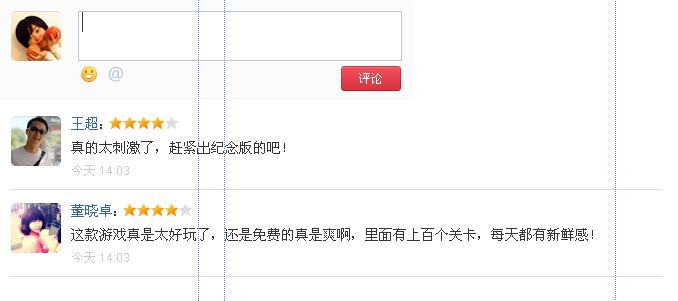 @
评论
王超：
真的太刺激了，赶紧出纪念版的吧！
今天 14:03
董晓卓：
这款游戏真是太好玩了，还是免费的真是爽啊，里面有上百个关卡，每天都有新鲜感！
今天 14:03